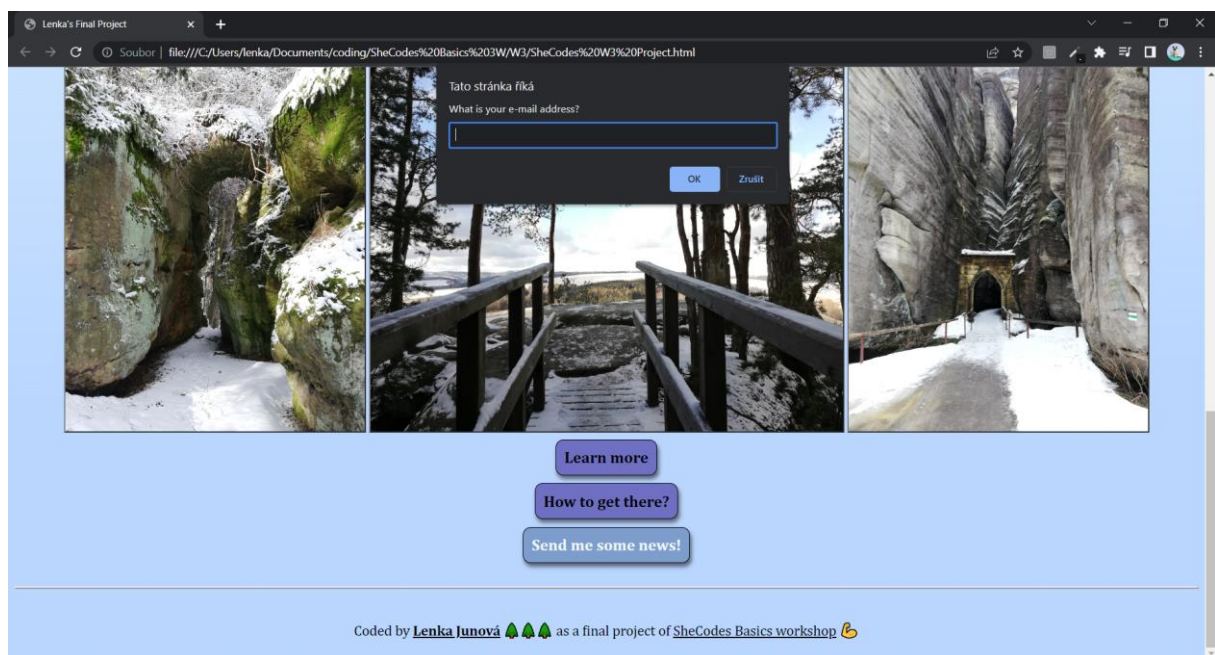 Lenka's Final Project
Soubor | file:///C:/Users/lenka/Documents/coding/SheCodes%20Basics%203W/W3/SheCodes%20W3%20Project.html
Tato stránka říká
What is your e-mail address?
OK Zrušit
Learn more
How to get there?
Send me some news!
Coded by Lenka Junová 🌲🌲🌲 as a final project of SheCodes Basics workshop 💪